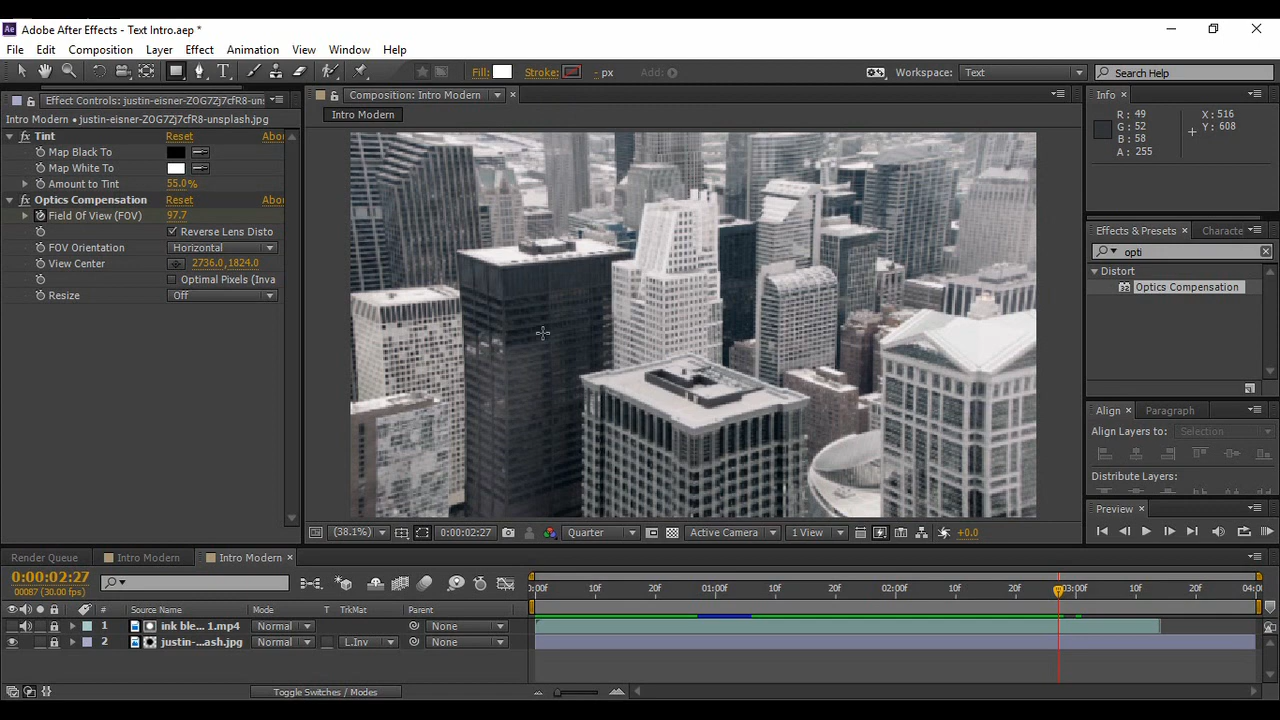 Ae Adobe After Effects - Text Intro.aep *
File Edit Composition Layer Effect Animation View Window Help
T Add: Fill: Stroke: - px Workspace: Text Search Help
Effect Controls: justin-eisner-ZOG7Zj7cfR8-un
Intro Modern • justin-eisner-ZOG7Zj7cfR8-unsplash.jpg
fx Tint Reset Abou
Map Black To
Map White To
Amount to Tint 55.0%
fx Optics Compensation Reset Abou
Field Of View (FOV) 97.7
Reverse Lens Disto
FOV Orientation Horizontal
View Center 2736.0,1824.0
Optimal Pixels (Inva
Resize Off
Composition: Intro Modern
Intro Modern
(38.1%) 0:00:02:27 Quarter Active Camera 1 View +0.0
Info
R: 49 X: 516
G: 52 Y: 608
B: 58
A: 255
Effects & Presets Characte
opti
Distort
32 Optics Compensation
Align Paragraph
Align Layers to: Selection
Distribute Layers:
Preview
Render Queue Intro Modern Intro Modern
0:00:02:27
00087 (30.00 fps)
:00f 10f 20f 01:00f 10f 20f 02:00f 10f 20f 03:00f 10f 20f 04:0
# Source Name Mode T TrkMat Parent
1 ink ble... 1.mp4 Normal None
2 justin-...ash.jpg Normal L.Inv None
Toggle Switches / Modes